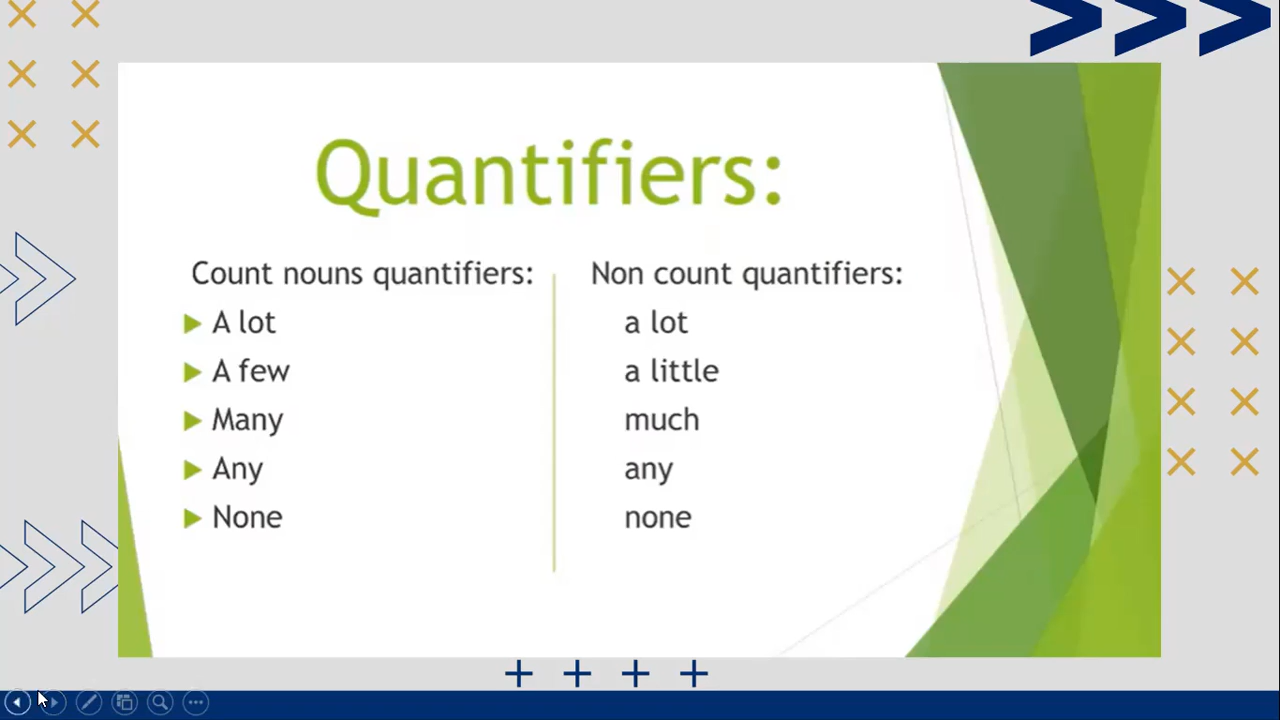 Quantifiers:
Count nouns quantifiers:
A lot
A few
Many
Any
None
Non count quantifiers:
a lot
a little
much
any
none